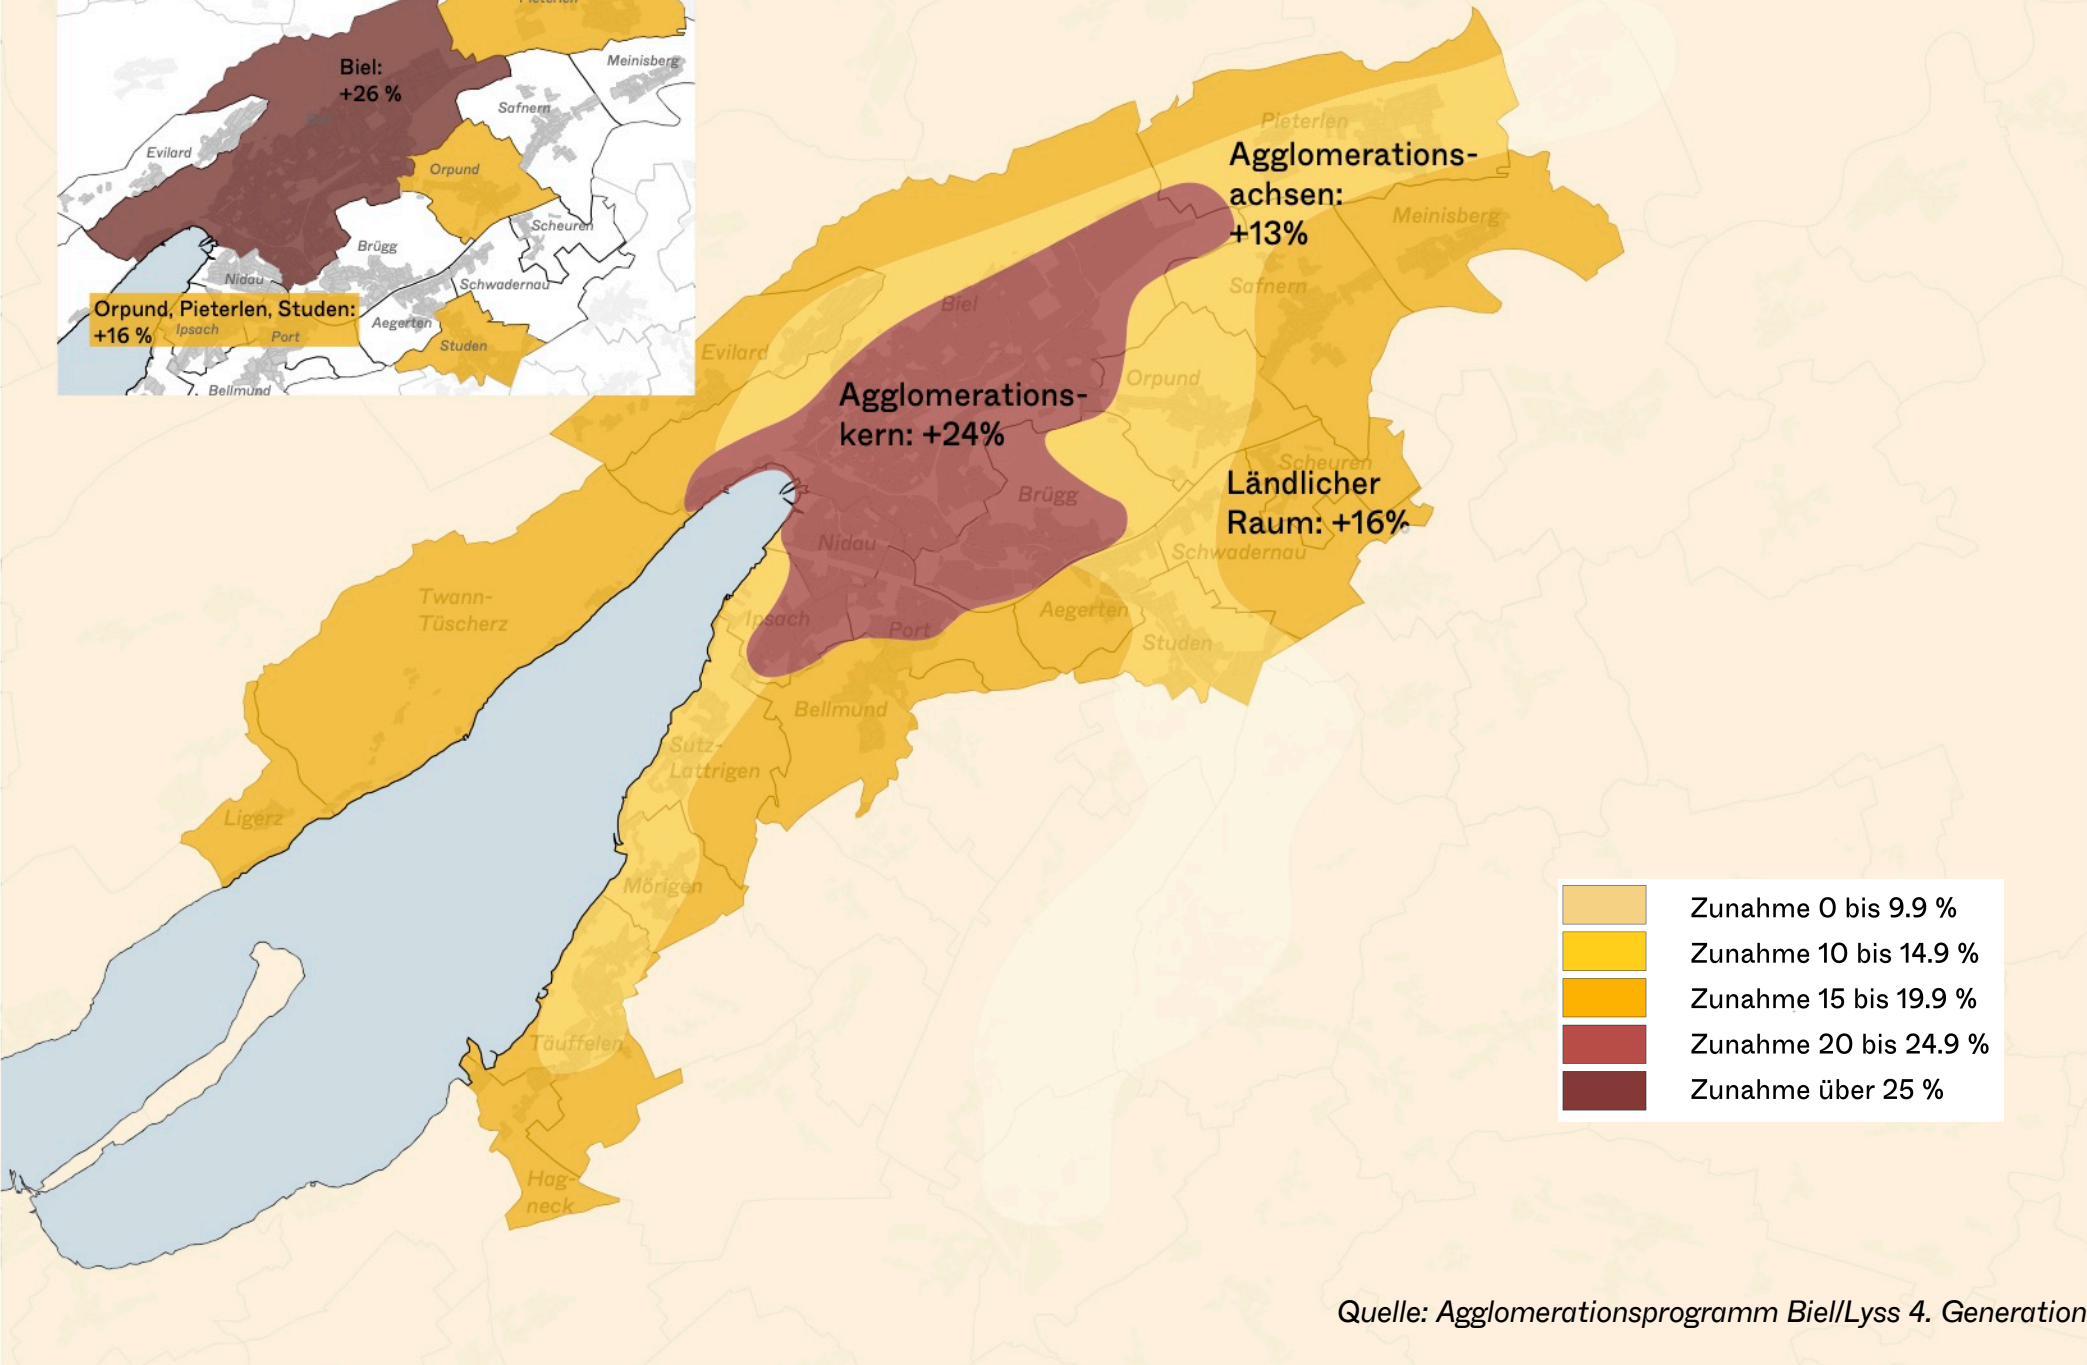 Pieterlen
Meinisberg
Biel:
+26 %
Safnern
Evilard
Orpund
Scheuren
Brügg
Nidau
Schwadernau
Orpund, Pieterlen, Studen:
+16 %
Ipsach
Port
Aegerten
Studen
Bellmund
Pieterlen
Agglomerations-
achsen:
+13%
Meinisberg
Safnern
Biel
Evilard
Orpund
Agglomerations-
kern: +24%
Scheuren
Ländlicher
Raum: +16%
Brügg
Nidau
Schwadernau
Twann-
Tüscherz
Ipsach
Port
Aegerten
Studen
Bellmund
Sutz-
Lattrigen
Ligerz
Mörigen
Täuffelen
Hag-
neck
Zunahme 0 bis 9.9 %
Zunahme 10 bis 14.9 %
Zunahme 15 bis 19.9 %
Zunahme 20 bis 24.9 %
Zunahme über 25 %
Quelle: Agglomerationsprogramm Biel/Lyss 4. Generation